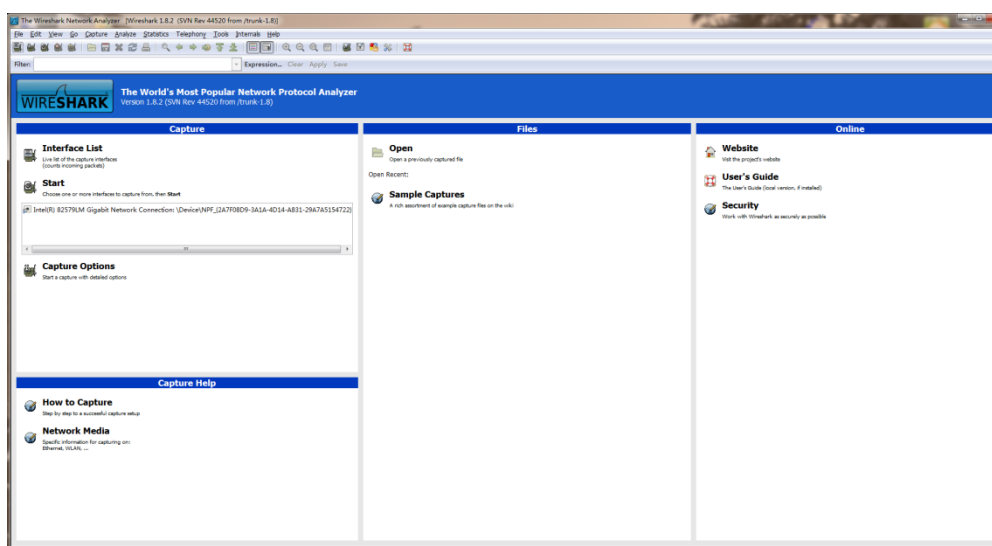 The Wireshark Network Analyzer [Wireshark 1.8.2 (SVN Rev 44520 from /trunk-1.8)]
File Edit View Go Capture Analyze Statistics Telephony Tools Internals Help
Filter: Expression... Clear Apply Save
WIRESHARK
The World's Most Popular Network Protocol Analyzer
Version 1.8.2 (SVN Rev 44520 from /trunk-1.8)
Capture
Interface List
Live list of the capture interfaces
(counts incoming packets)
Start
Choose one or more interfaces to capture from, then Start
Intel(R) 82579LM Gigabit Network Connection: \Device\NPF_{2A7F08D9-3A1A-4D14-A831-29A7A5154722}
Capture Options
Start a capture with detailed options
Capture Help
How to Capture
Step by step to a successful capture setup
Network Media
Specific information for capturing on:
Ethernet, WLAN, ...
Files
Open
Open a previously captured file
Open Recent:
Sample Captures
A rich assortment of example capture files on the wiki
Online
Website
Visit the project's website
User's Guide
The User's Guide (local version, if installed)
Security
Work with Wireshark as securely as possible